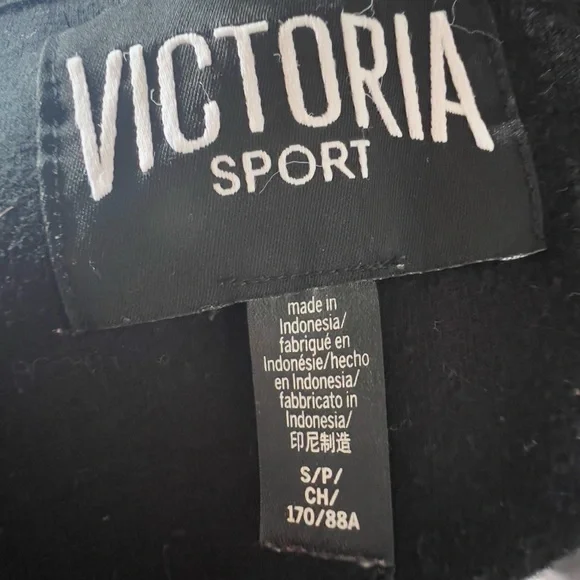 VICTORIA
SPORT
made in
Indonesia/
fabriqué en
Indonésie/hecho
en Indonesia/
fabbricato in
Indonesia/
印尼制造
S/P/
CH/
170/88A